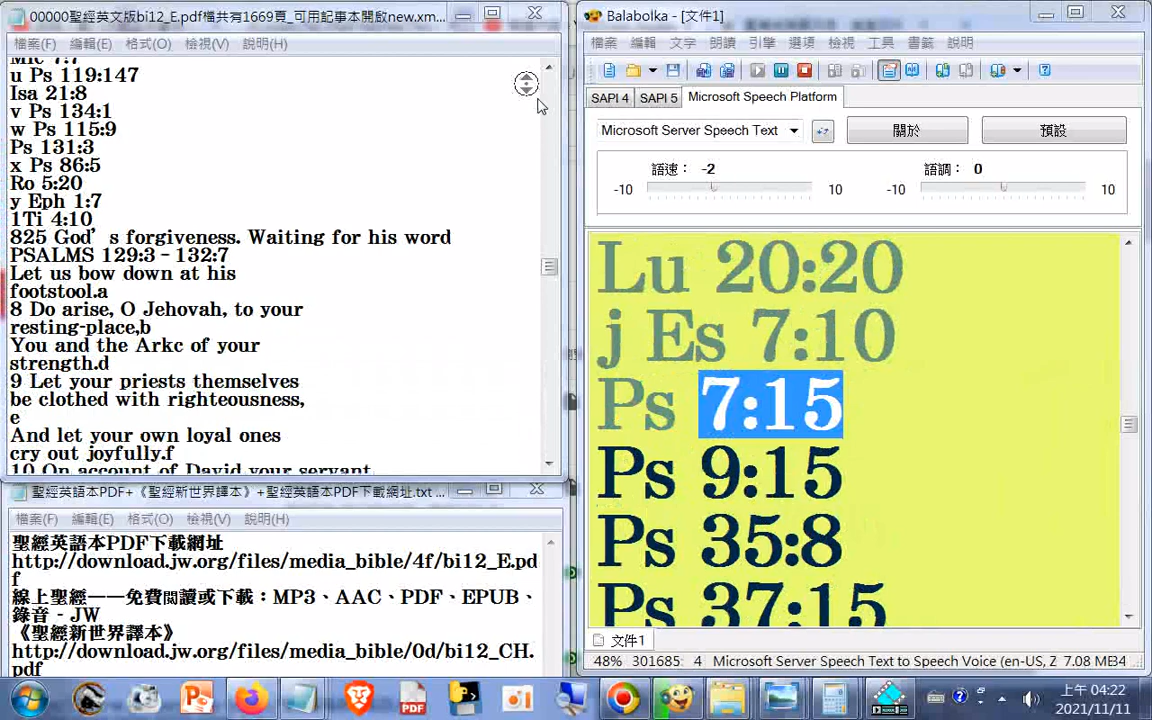 00000聖經英文版bi12_E.pdf檔共有1669頁_可用記事本開啟new.xm...
檔案(F) 編輯(E) 格式(O) 檢視(V) 說明(H)
Mic 7:7
u Ps 119:147
Isa 21:8
v Ps 134:1
w Ps 115:9
Ps 131:3
x Ps 86:5
Ro 5:20
y Eph 1:7
1Ti 4:10
825 God's forgiveness. Waiting for his word
PSALMS 129:3–132:7
Let us bow down at his
footstool.a
8 Do arise, O Jehovah, to your
resting-place,b
You and the Arkc of your
strength.d
9 Let your priests themselves
be clothed with righteousness,
e
And let your own loyal ones
cry out joyfully.f
10 On account of David your servant,
聖經英語本PDF+《聖經新世界譯本》+聖經英語本PDF下載網址.txt ...
檔案(F) 編輯(E) 格式(O) 檢視(V) 說明(H)
聖經英語本PDF下載網址
http://download.jw.org/files/media_bible/4f/bi12_E.pd
f
線上聖經——免費閱讀或下載：MP3、AAC、PDF、EPUB、
錄音 - JW
《聖經新世界譯本》
http://download.jw.org/files/media_bible/0d/bi12_CH.
pdf
Balabolka - [文件1]
檔案 編輯 文字 朗讀 引擎 選項 檢視 工具 書籤 說明
SAPI 4 SAPI 5 Microsoft Speech Platform
Microsoft Server Speech Text 關於 預設
語速： -2 語調： 0
-10 10 -10 10
Lu 20:20
j Es 7:10
Ps 7:15
Ps 9:15
Ps 35:8
Ps 37:15
文件1
48% 301685: 4 Microsoft Server Speech Text to Speech Voice (en-US, Z 7.08 MB34
上午 04:22
2021/11/11